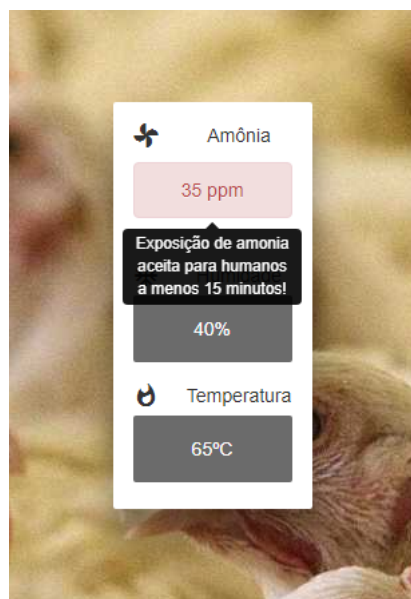 Amônia
35 ppm
Exposição de amonia
aceita para humanos
a menos 15 minutos!
40%
Temperatura
65ºC